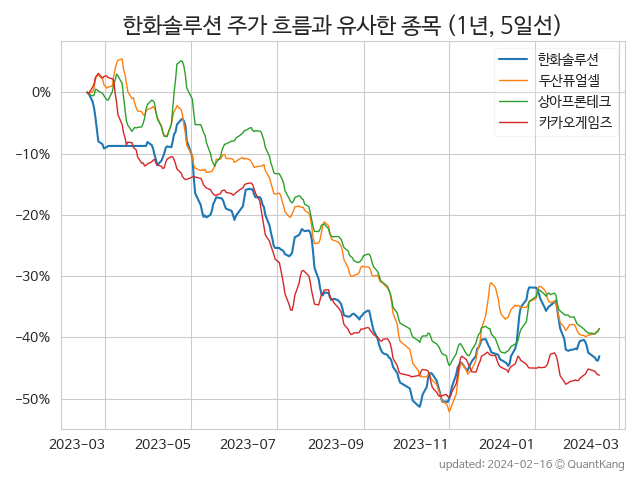 한화솔루션 주가 흐름과 유사한 종목 (1년, 5일선)
한화솔루션
두산퓨얼셀
상아프론테크
카카오게임즈
0%
−10%
−20%
−30%
−40%
−50%
2023-03 2023-05 2023-07 2023-09 2023-11 2024-01 2024-03
updated: 2024-02-16 © QuantKang